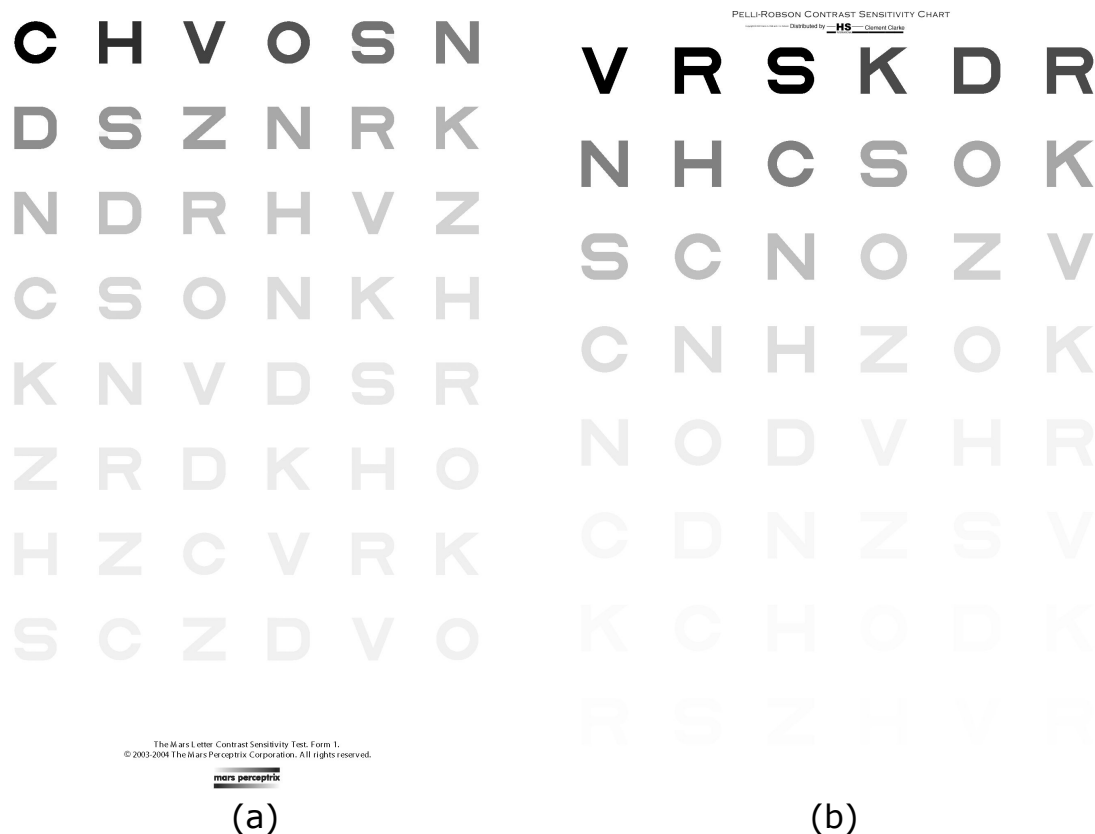 C H V O S N
D S Z N R K
N D R H V Z
C S O N K H
K N V D S R
Z R D K H O
H Z C V R K
S C Z D V O
The Mars Letter Contrast Sensitivity Test. Form 1.
© 2003-2004 The Mars Perceptrix Corporation. All rights reserved.
mars perceptrix
(a)
PELLI-ROBSON CONTRAST SENSITIVITY CHART
Distributed by HS Clement Clarke
V R S K D R
N H C S O K
S C N O Z V
C N H Z O K
N O D V H R
C D N Z S V
K C H O D K
R S Z H V R
(b)